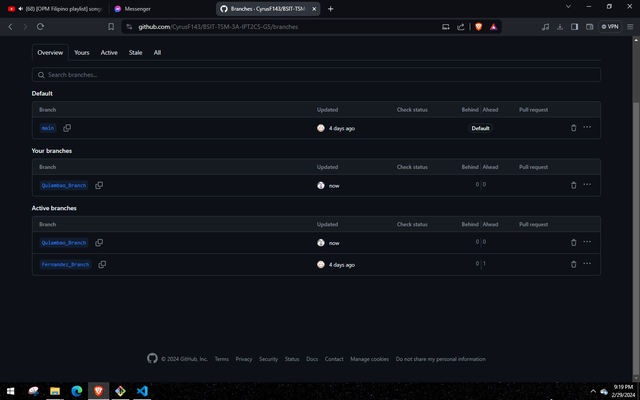 (68) [OPM Filipino playlist] songs
Messenger
Branches · CyrusF143/BSIT-TSM-
github.com/CyrusF143/BSIT-TSM-3A-IPT2CS-G5/branches
VPN
Overview Yours Active Stale All
Search branches...
Default
Branch Updated Check status Behind Ahead Pull request
main 4 days ago Default
Your branches
Branch Updated Check status Behind Ahead Pull request
Qulambao_Branch now 0 0
Active branches
Branch Updated Check status Behind Ahead Pull request
Qulambao_Branch now 0 0
Fernandez_Branch 4 days ago 0 1
© 2024 GitHub, Inc. Terms Privacy Security Status Docs Contact Manage cookies Do not share my personal information
9:19 PM
2/29/2024